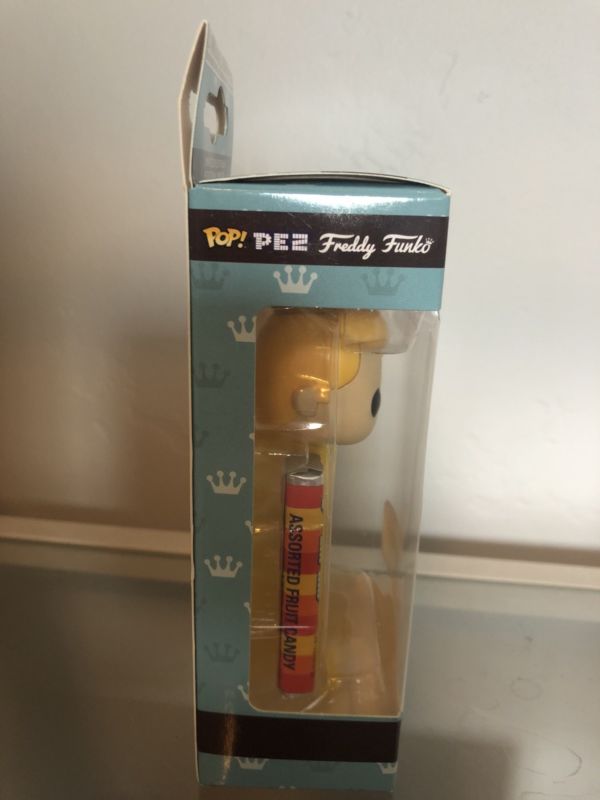 POP! PEZ Freddy Funko
ASSORTED FRUIT CANDY